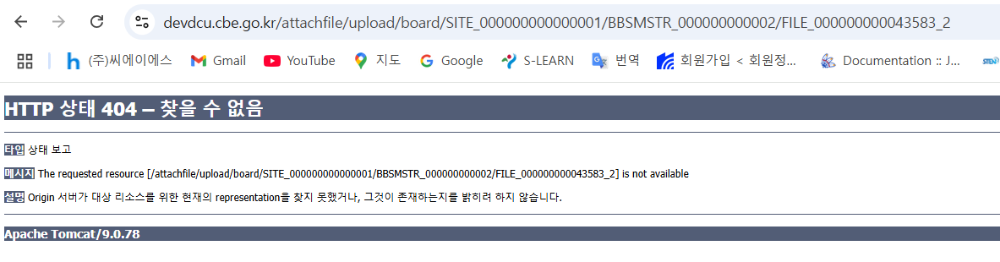 devdcu.cbe.go.kr/attachfile/upload/board/SITE_000000000000001/BBSMSTR_000000000002/FILE_000000000043583_2
(주)씨에이에스 Gmail YouTube 지도 Google S-LEARN 번역 회원가입 < 회원정... Documentation :: J... STEN
HTTP 상태 404 – 찾을 수 없음
타입 상태 보고
메시지 The requested resource [/attachfile/upload/board/SITE_000000000000001/BBSMSTR_000000000002/FILE_000000000043583_2] is not available
설명 Origin 서버가 대상 리소스를 위한 현재의 representation을 찾지 못했거나, 그것이 존재하는지를 밝히려 하지 않습니다.
Apache Tomcat/9.0.78